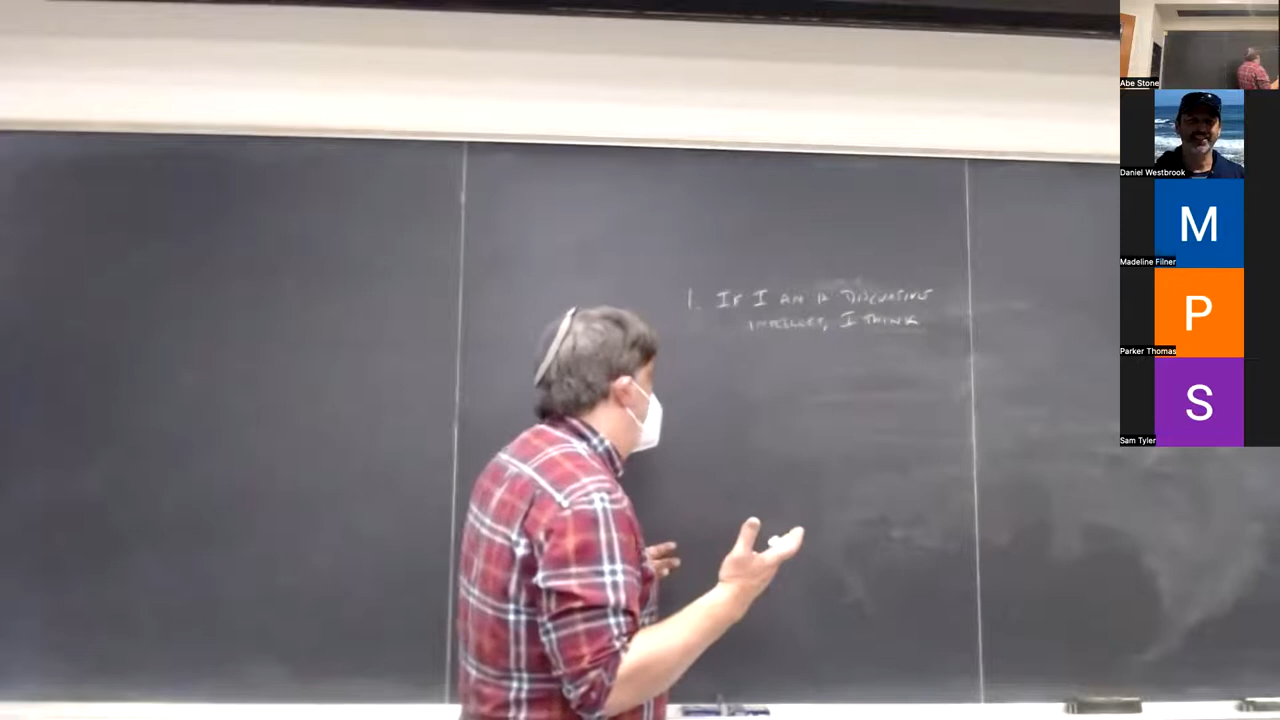 1. IF I AM A DISCURSIVE
INTELLECT, I THINK
Abe Stone
Daniel Westbrook
M
Madeline Filner
P
Parker Thomas
S
Sam Tyler